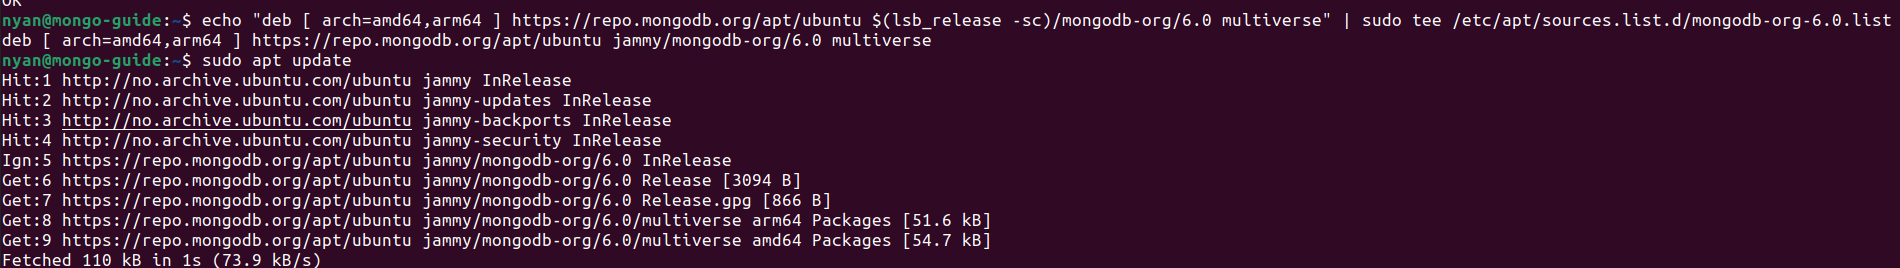 OK
nyan@mongo-guide:~$ echo "deb [ arch=amd64,arm64 ] https://repo.mongodb.org/apt/ubuntu $(lsb_release -sc)/mongodb-org/6.0 multiverse" | sudo tee /etc/apt/sources.list.d/mongodb-org-6.0.list
deb [ arch=amd64,arm64 ] https://repo.mongodb.org/apt/ubuntu jammy/mongodb-org/6.0 multiverse
nyan@mongo-guide:~$ sudo apt update
Hit:1 http://no.archive.ubuntu.com/ubuntu jammy InRelease
Hit:2 http://no.archive.ubuntu.com/ubuntu jammy-updates InRelease
Hit:3 http://no.archive.ubuntu.com/ubuntu jammy-backports InRelease
Hit:4 http://no.archive.ubuntu.com/ubuntu jammy-security InRelease
Ign:5 https://repo.mongodb.org/apt/ubuntu jammy/mongodb-org/6.0 InRelease
Get:6 https://repo.mongodb.org/apt/ubuntu jammy/mongodb-org/6.0 Release [3094 B]
Get:7 https://repo.mongodb.org/apt/ubuntu jammy/mongodb-org/6.0 Release.gpg [866 B]
Get:8 https://repo.mongodb.org/apt/ubuntu jammy/mongodb-org/6.0/multiverse arm64 Packages [51.6 kB]
Get:9 https://repo.mongodb.org/apt/ubuntu jammy/mongodb-org/6.0/multiverse amd64 Packages [54.7 kB]
Fetched 110 kB in 1s (73.9 kB/s)